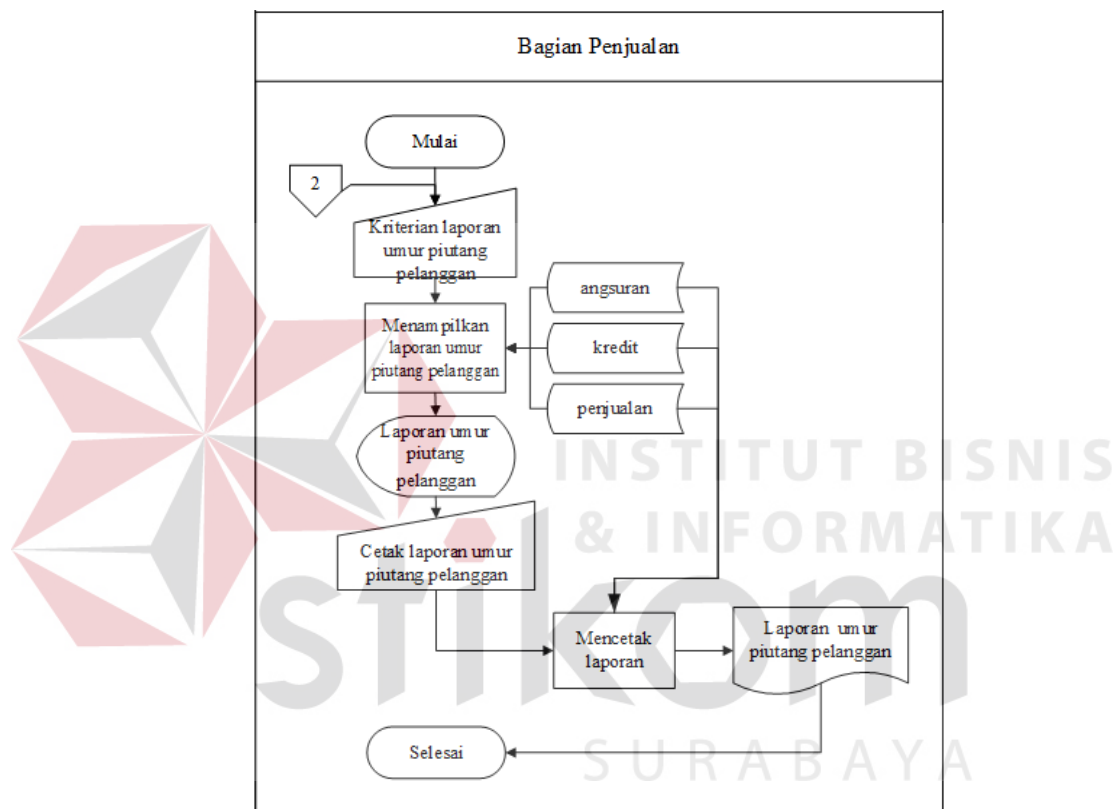 Bagian Penjualan
Mulai
2
Kriterian laporan
umur piutang
pelanggan
angsuran
Menampilkan
laporan umur
piutang pelanggan
kredit
penjualan
Laporan umur
piutang
pelanggan
INSTITUT BISNIS
& INFORMATIKA
Cetak laporan umur
piutang pelanggan
stikom
Mencetak
laporan
Laporan umur
piutang pelanggan
Selesai
SURABAYA